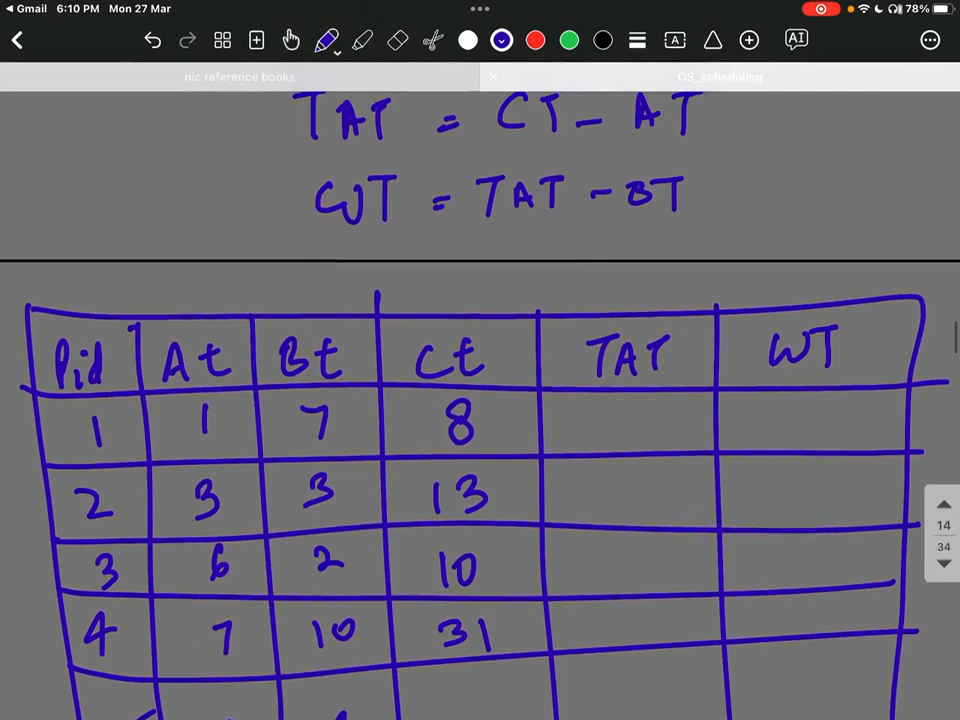 Gmail 6:10 PM Mon 27 Mar 78%
AI
nic reference books OS_scheduling
TAT = CT - AT
WT = TAT - BT
Pid At Bt Ct TAT WT
1 1 7 8
2 3 3 13
3 6 2 10
4 7 10 31
14
34